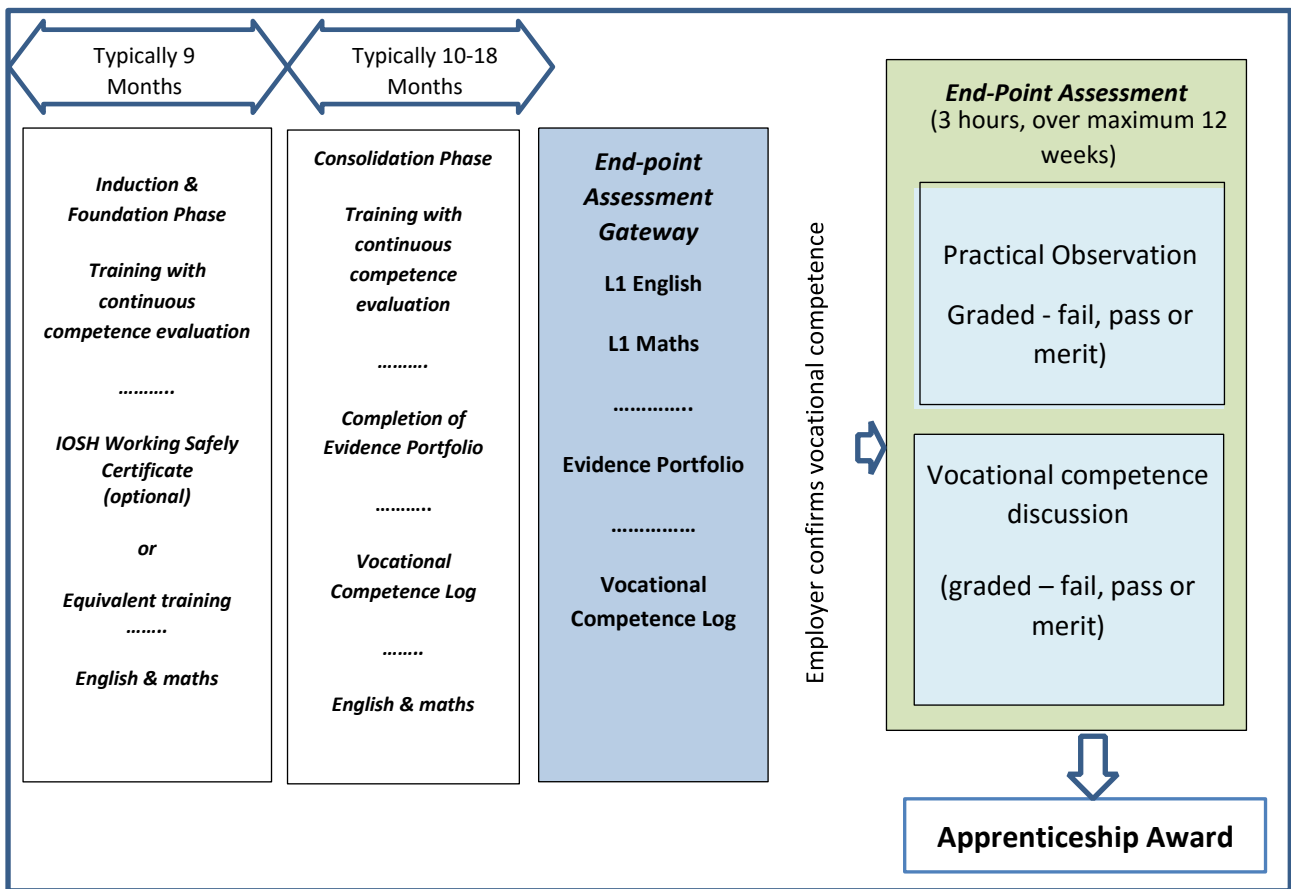 Typically 9
Months
Typically 10-18
Months
Induction &
Foundation Phase
Training with
continuous
competence evaluation
………..
IOSH Working Safely
Certificate
(optional)
or
Equivalent training
……..
English & maths
Consolidation Phase
Training with
continuous
competence
evaluation
……….
Completion of
Evidence Portfolio
………..
Vocational
Competence Log
……..
English & maths
End-point
Assessment
Gateway
L1 English
L1 Maths
…………..
Evidence Portfolio
……………
Vocational
Competence Log
Employer confirms vocational competence
End-Point Assessment
(3 hours, over maximum 12
weeks)
Practical Observation
Graded - fail, pass or
merit)
Vocational competence
discussion
(graded – fail, pass or
merit)
Apprenticeship Award